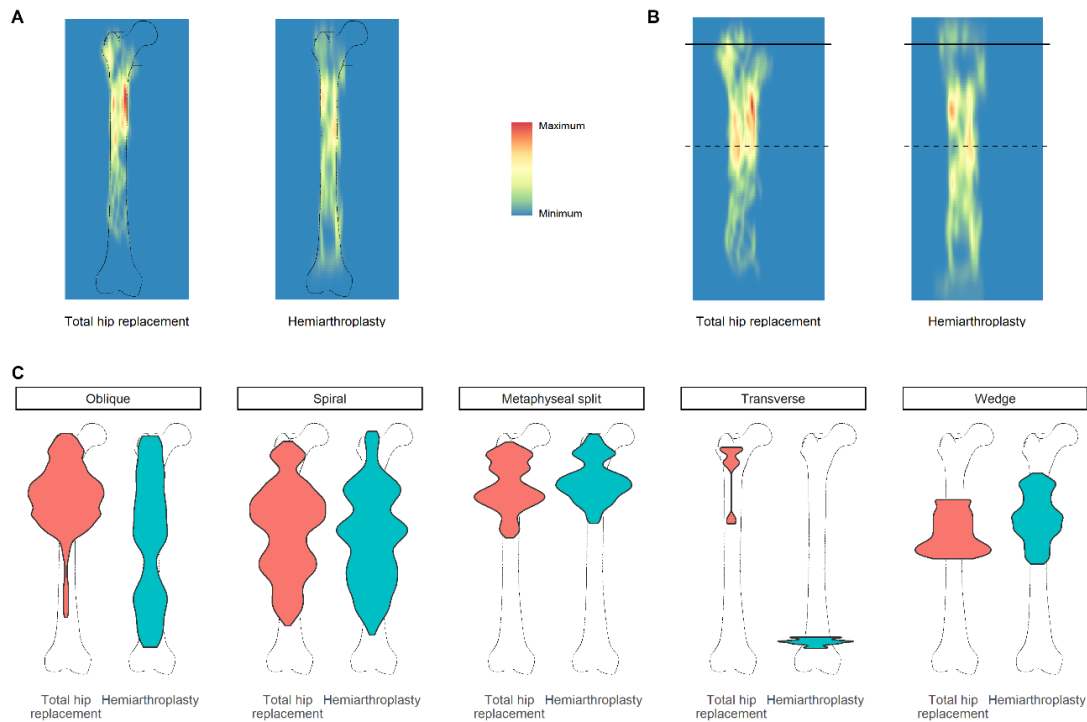 A
B
Maximum
Minimum
Total hip replacement
Hemiarthroplasty
Total hip replacement
Hemiarthroplasty
C
Oblique
Spiral
Metaphyseal split
Transverse
Wedge
Total hip
replacement
Hemiarthroplasty
Total hip
replacement
Hemiarthroplasty
Total hip
replacement
Hemiarthroplasty
Total hip
replacement
Hemiarthroplasty
Total hip
replacement
Hemiarthroplasty